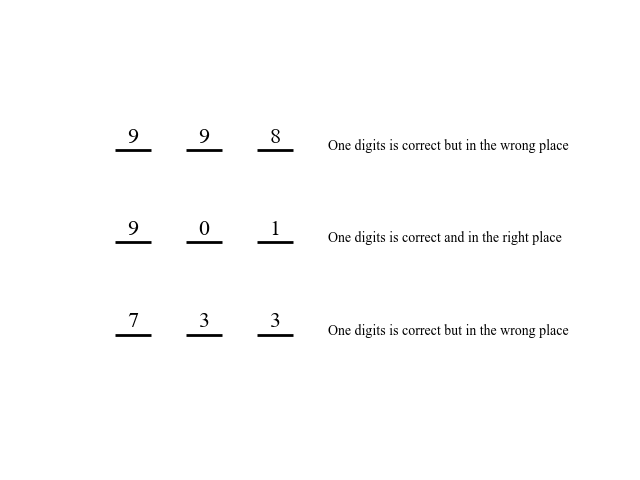 9 9 8 One digits is correct but in the wrong place
9 0 1 One digits is correct and in the right place
7 3 3 One digits is correct but in the wrong place